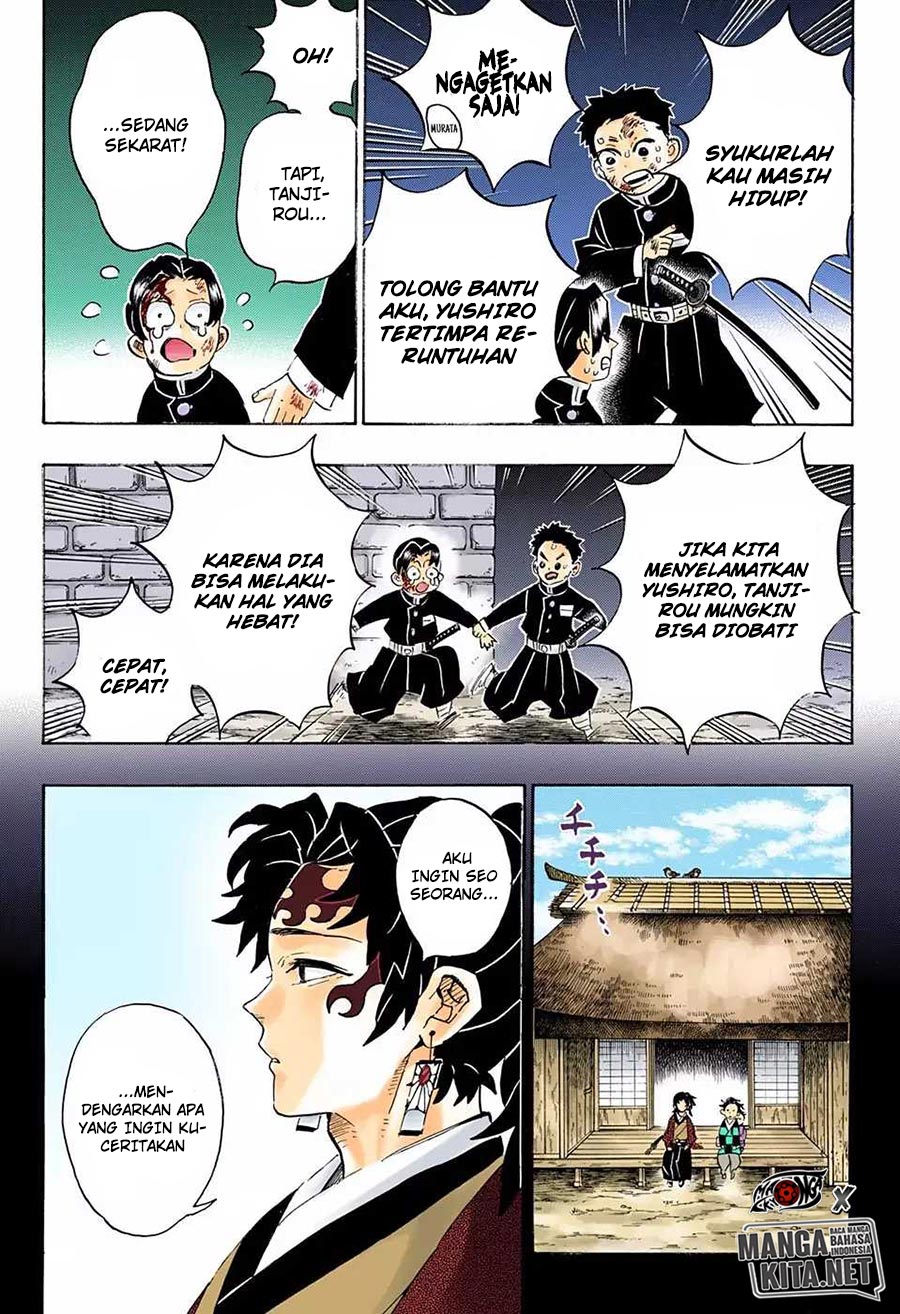 SYUKURLAH
KAU MASIH
HIDUP!
ME-
NGAGETKAN
SAJA!
MURATA
TOLONG BANTU
AKU, YUSHIRO
TERTIMPA RE-
RUNTUHAN
OH!
TAPI,
TANJI-
ROU...
...SEDANG
SEKARAT!
JIKA KITA
MENYELAMATKAN
YUSHIRO, TANJI-
ROU MUNGKIN
BISA DIOBATI
KARENA DIA
BISA MELAKU-
KAN HAL YANG
HEBAT!
CEPAT,
CEPAT!
チチチ…
AKU
INGIN SEO
SEORANG...
...MEN-
DENGARKAN APA
YANG INGIN KU-
CERITAKAN
X
MANGA
KITA.NET
BACA MANGA
BAHASA
INDONESIA